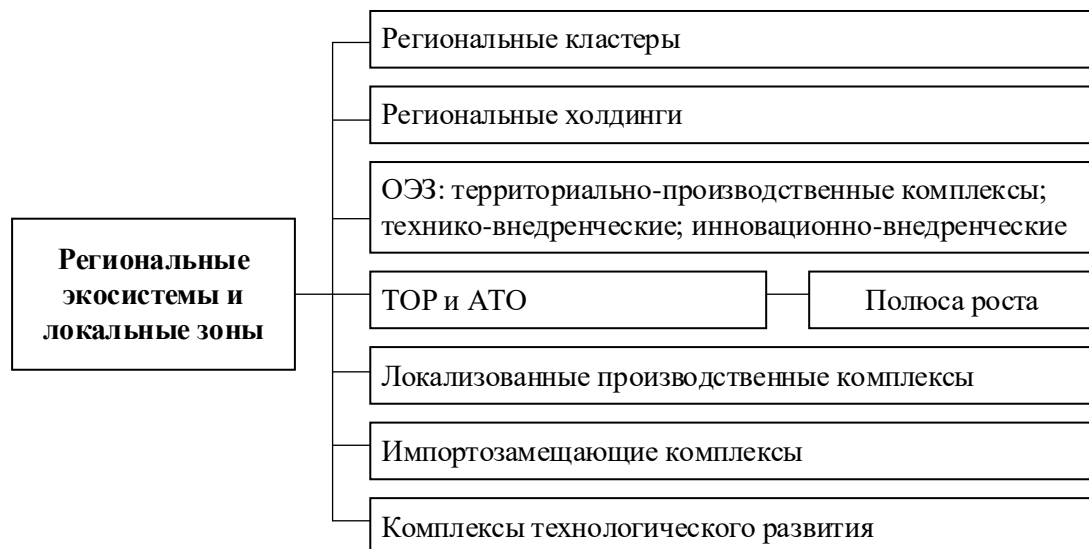 Региональные кластеры
Региональные холдинги
ОЭЗ: территориально-производственные комплексы;
технико-внедренческие; инновационно-внедренческие
Региональные
экосистемы и
локальные зоны
ТОР и АТО
Полюса роста
Локализованные производственные комплексы
Импортозамещающие комплексы
Комплексы технологического развития